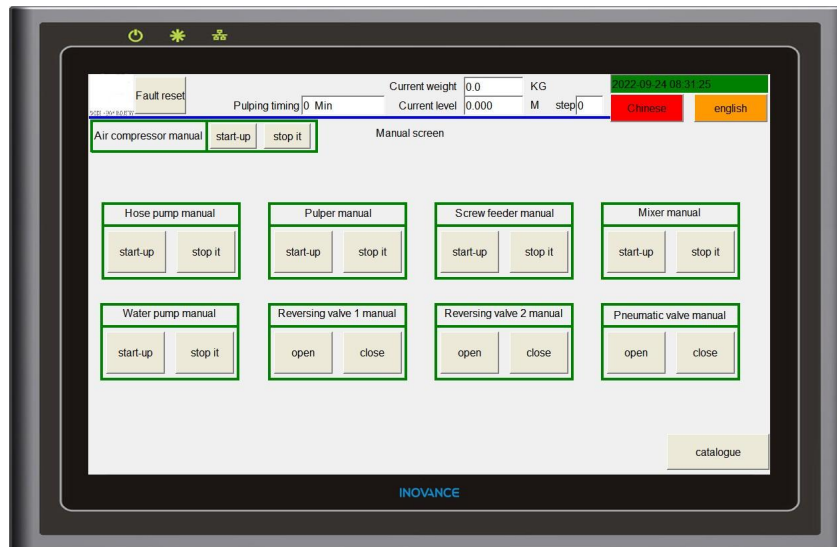 Fault reset
Pulping timing 0 Min
Current weight 0.0 KG
Current level 0.000 M step 0
2022-09-24 08:31:25
Chinese english
Air compressor manual start-up stop it
Manual screen
Hose pump manual
start-up stop it
Pulper manual
start-up stop it
Screw feeder manual
start-up stop it
Mixer manual
start-up stop it
Water pump manual
start-up stop it
Reversing valve 1 manual
open close
Reversing valve 2 manual
open close
Pneumatic valve manual
open close
catalogue
INOVANCE